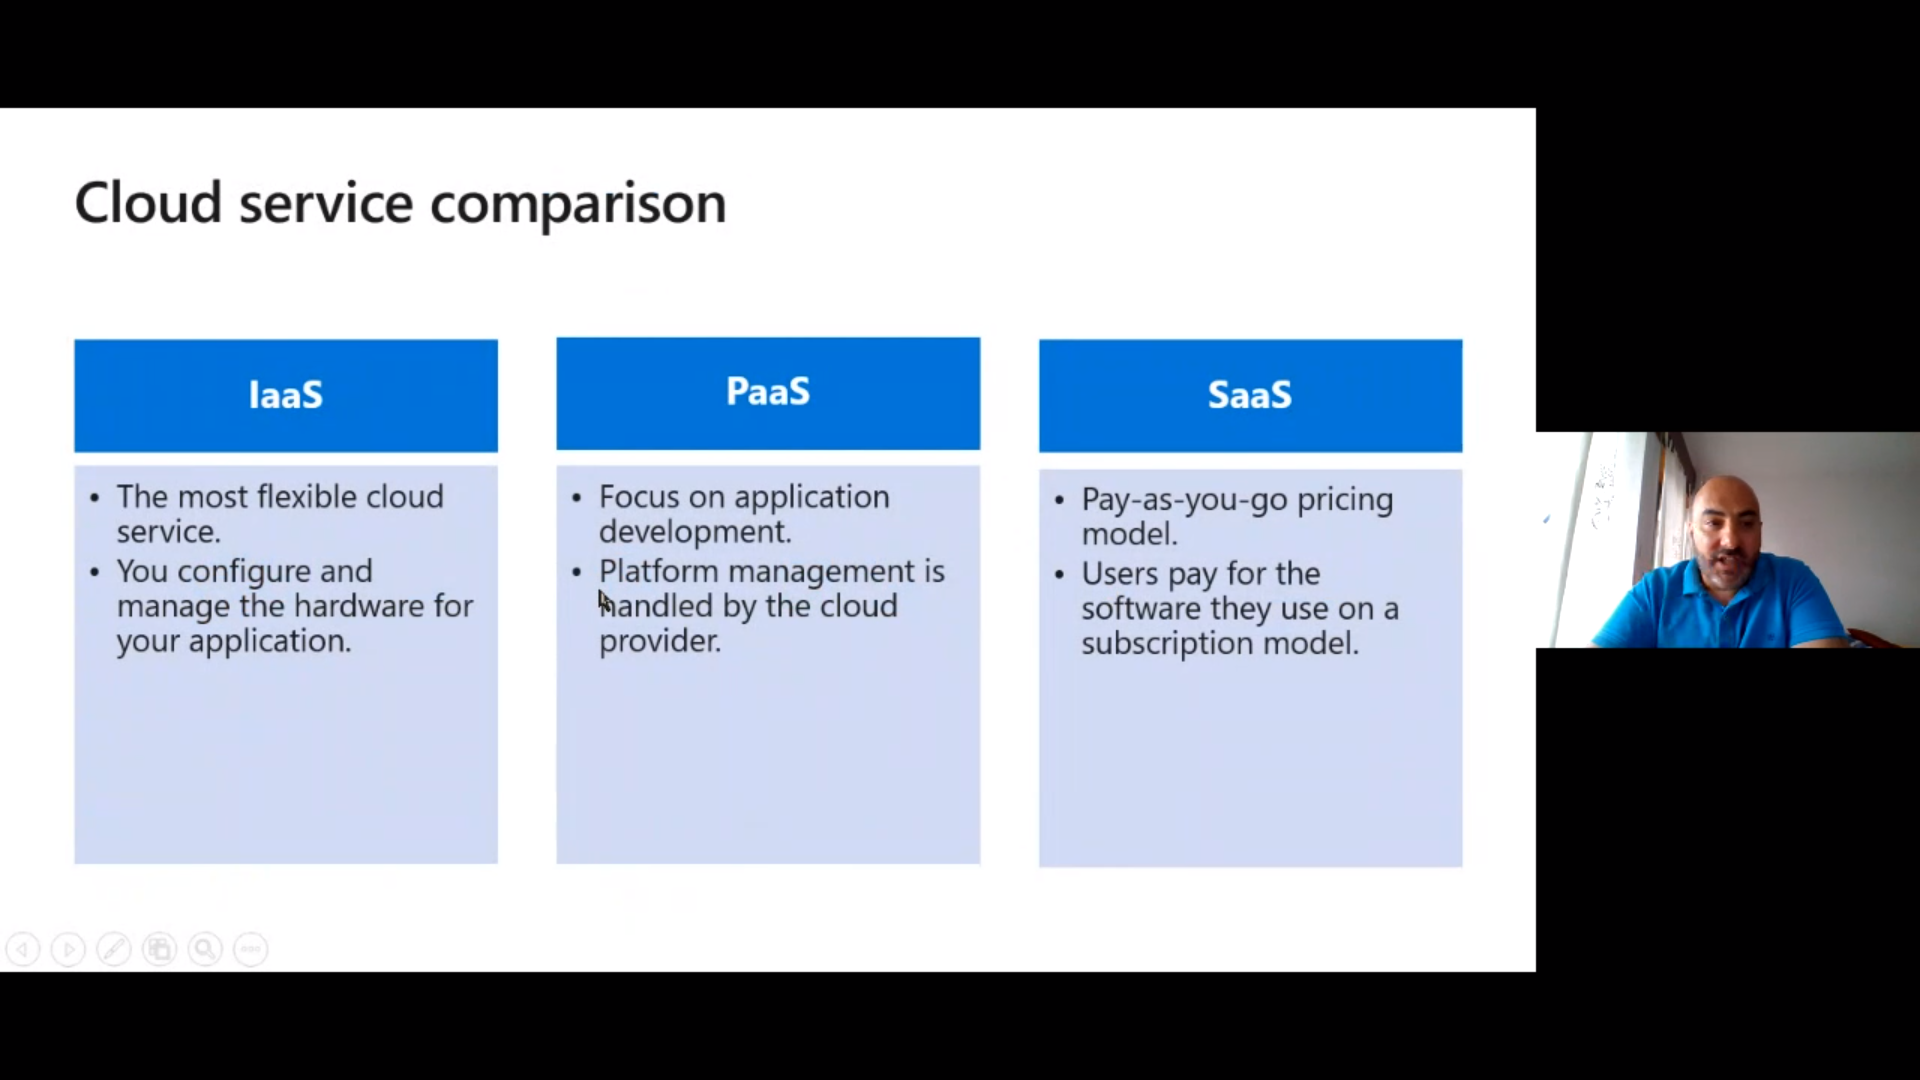 Cloud service comparison
IaaS
• The most flexible cloud
service.
• You configure and
manage the hardware for
your application.
PaaS
• Focus on application
development.
• Platform management is
handled by the cloud
provider.
SaaS
• Pay-as-you-go pricing
model.
• Users pay for the
software they use on a
subscription model.